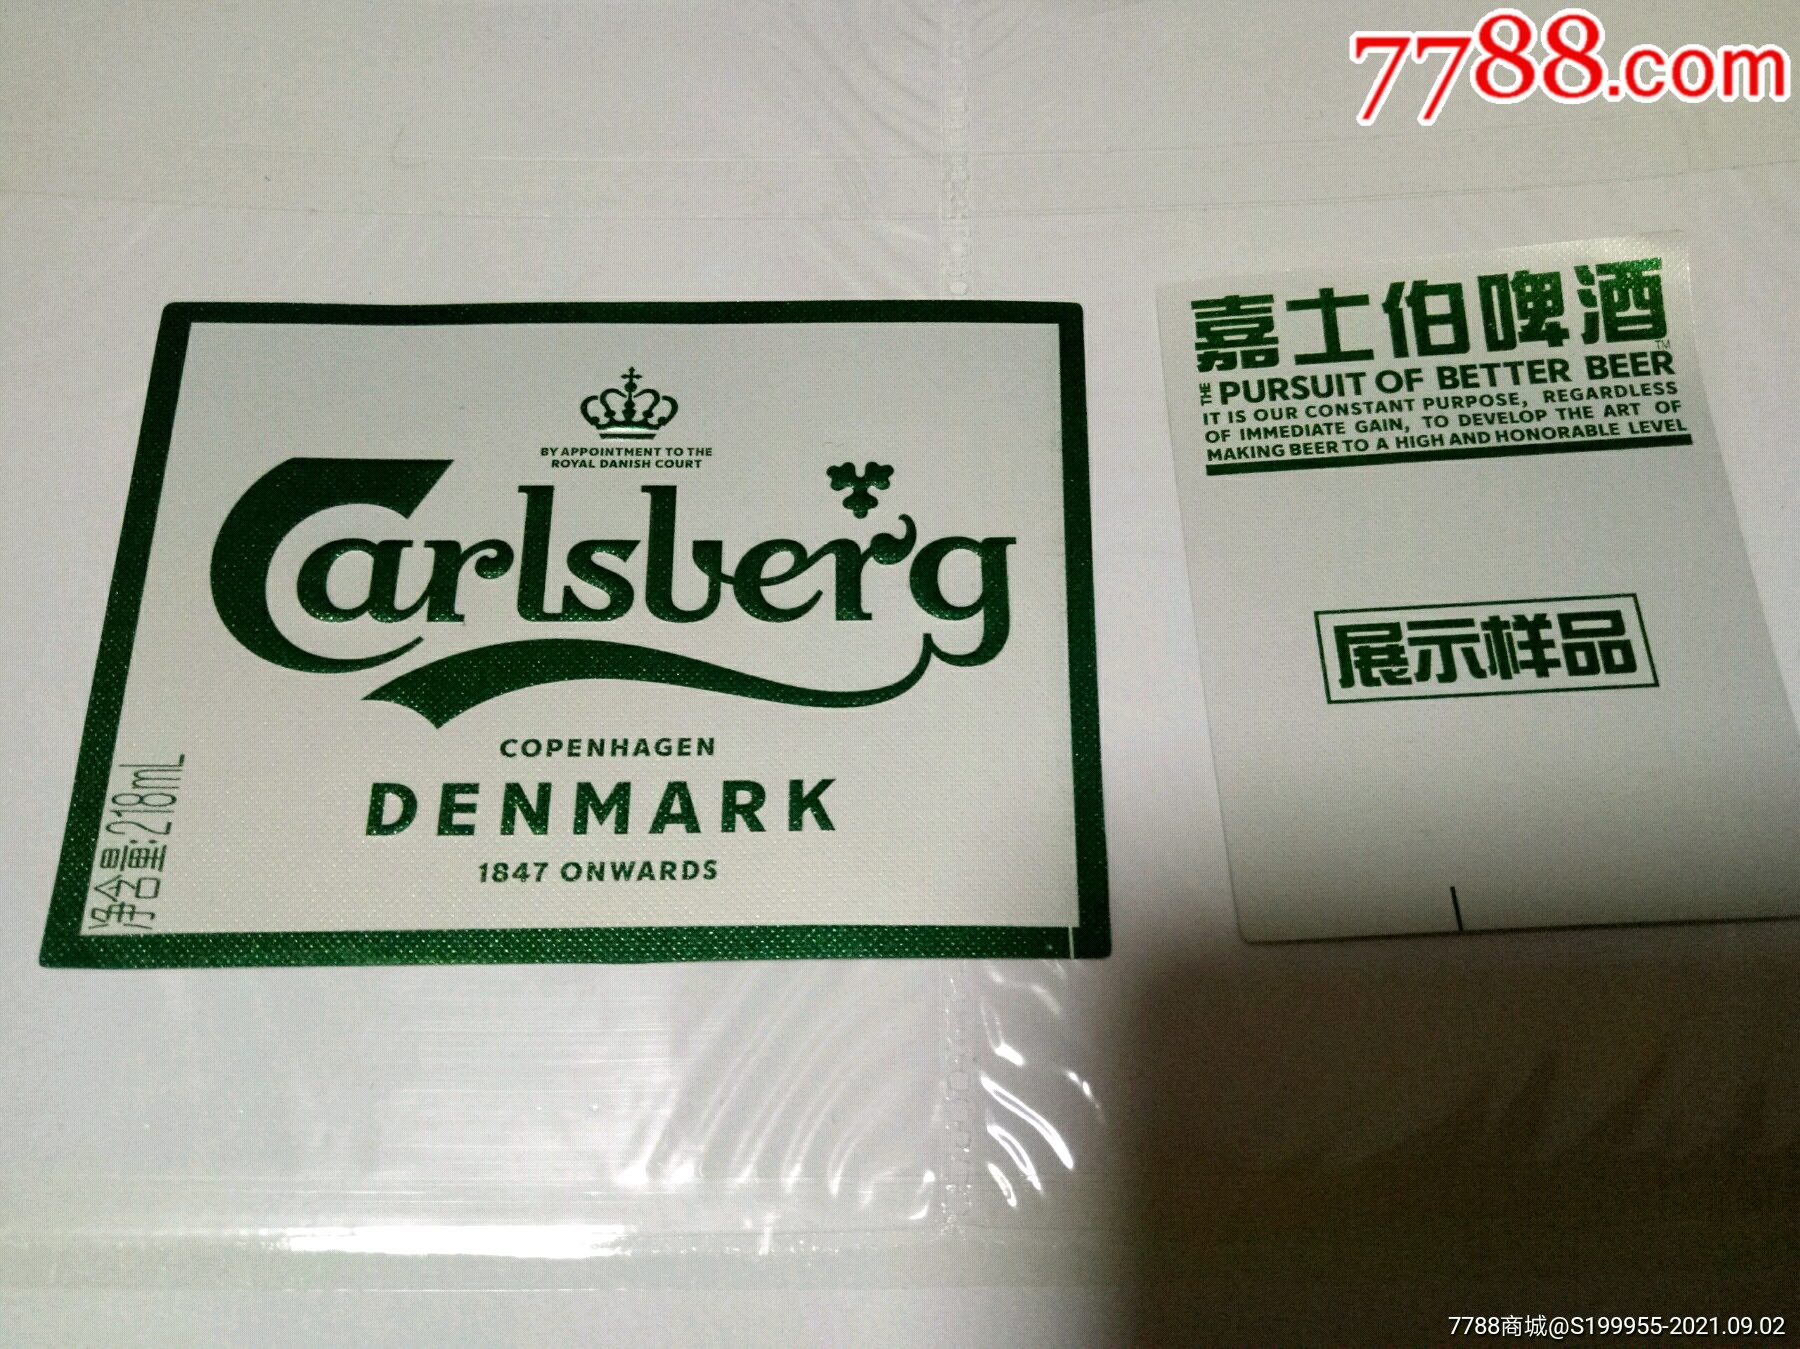 7788.com
BY APPOINTMENT TO THE
ROYAL DANISH COURT
Carlsberg
COPENHAGEN
DENMARK
1847 ONWARDS
净含量:218mL
嘉士伯啤酒
TM
THE PURSUIT OF BETTER BEER
IT IS OUR CONSTANT PURPOSE, REGARDLESS
OF IMMEDIATE GAIN, TO DEVELOP THE ART OF
MAKING BEER TO A HIGH AND HONORABLE LEVEL
展示样品
7788商城@S199955-2021.09.02